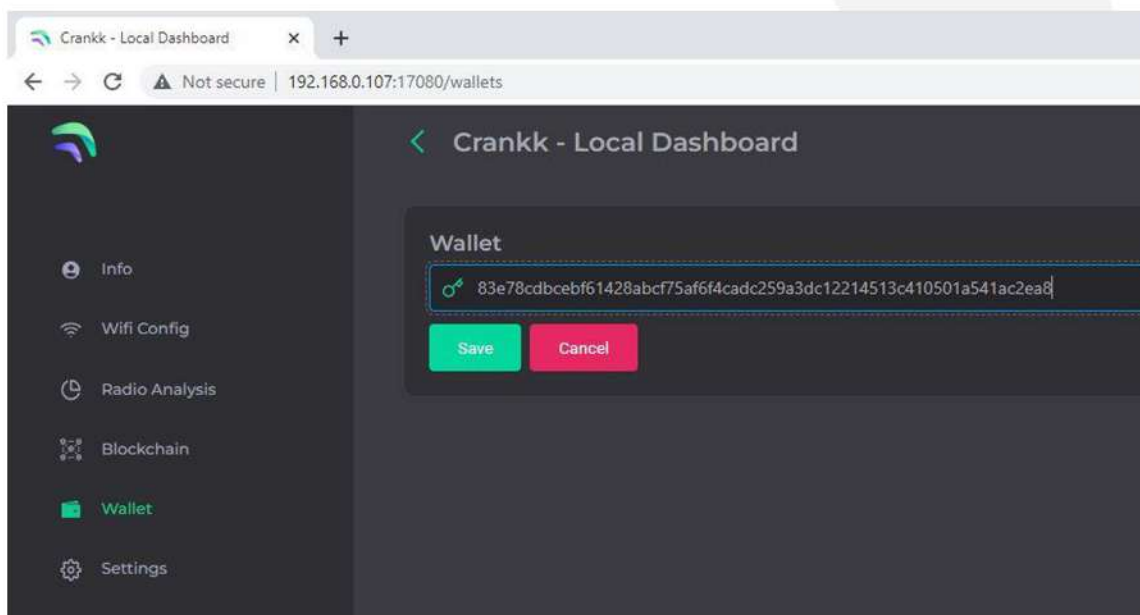 Crankk - Local Dashboard
Not secure | 192.168.0.107:17080/wallets
Crankk - Local Dashboard
Wallet
83e78cdbcebf61428abcf75af6f4cadc259a3dc12214513c410501a541ac2ea8
Save Cancel
Info
Wifi Config
Radio Analysis
Blockchain
Wallet
Settings